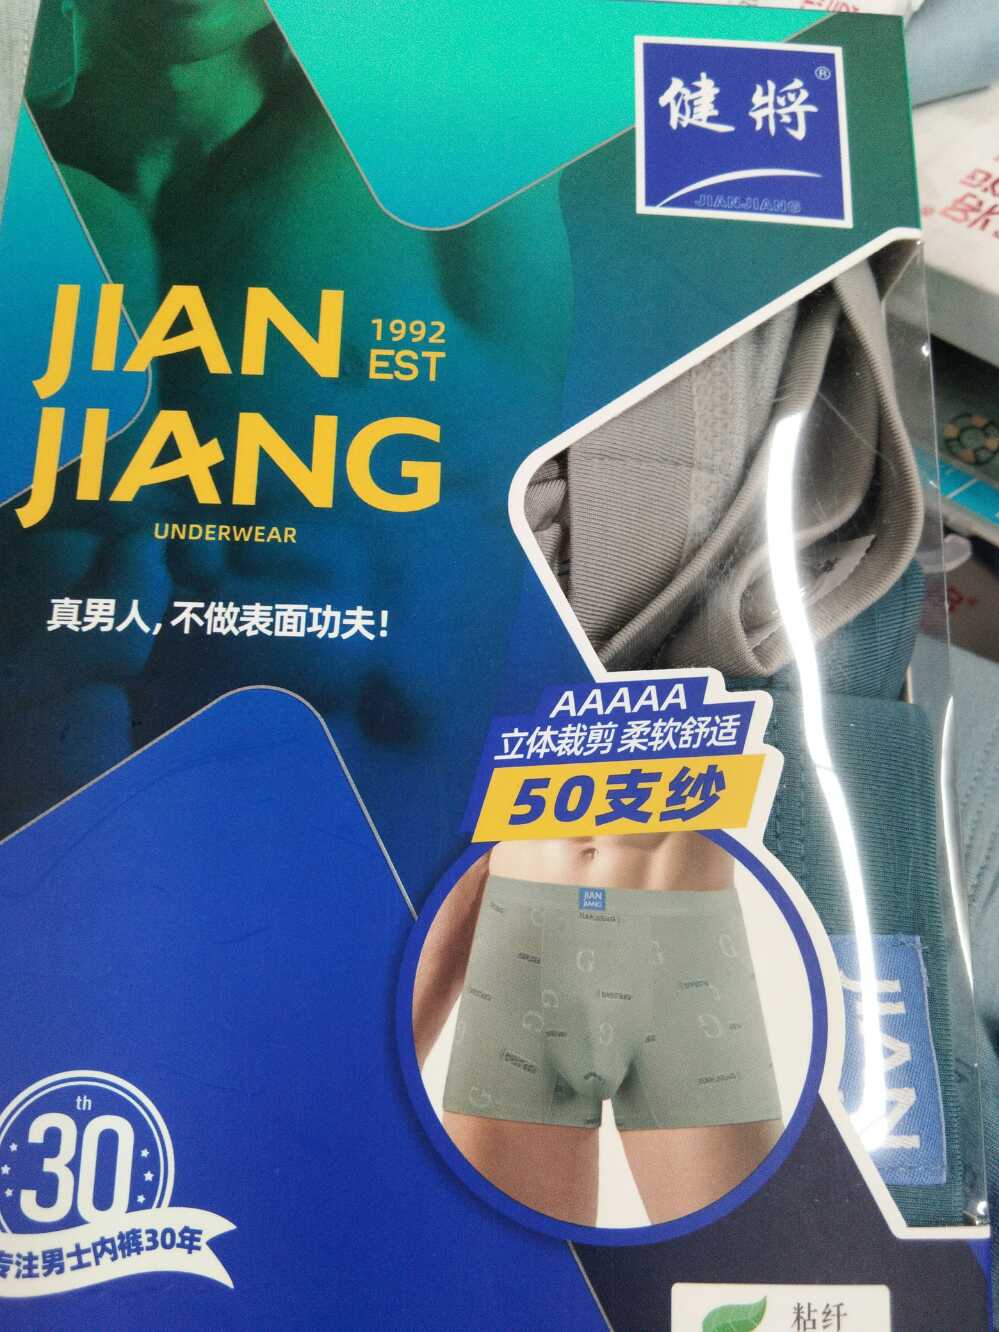 健將®
JIANJIANG
JIAN
1992
EST
JIANG
UNDERWEAR
真男人,不做表面功夫!
AAAAA
立体裁剪 柔软舒适
50支纱
JIAN
JIANG
JIAN
30th
专注男士内裤30年
粘纤